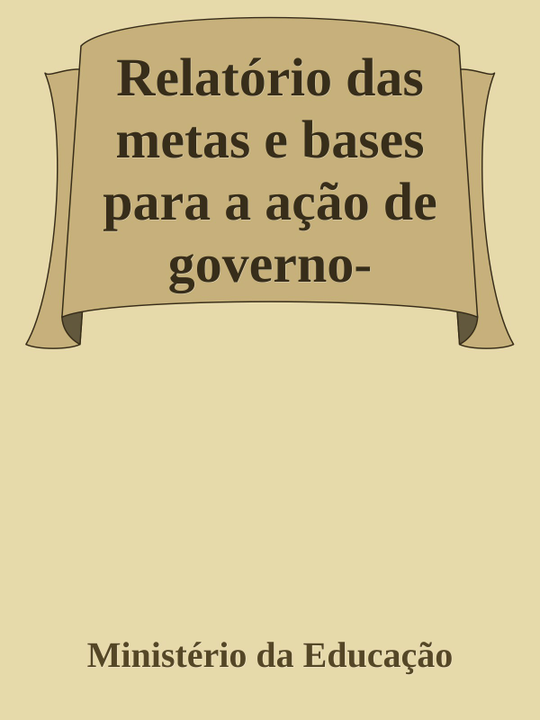 Relatório das
metas e bases
para a ação de
governo-
Ministério da Educação